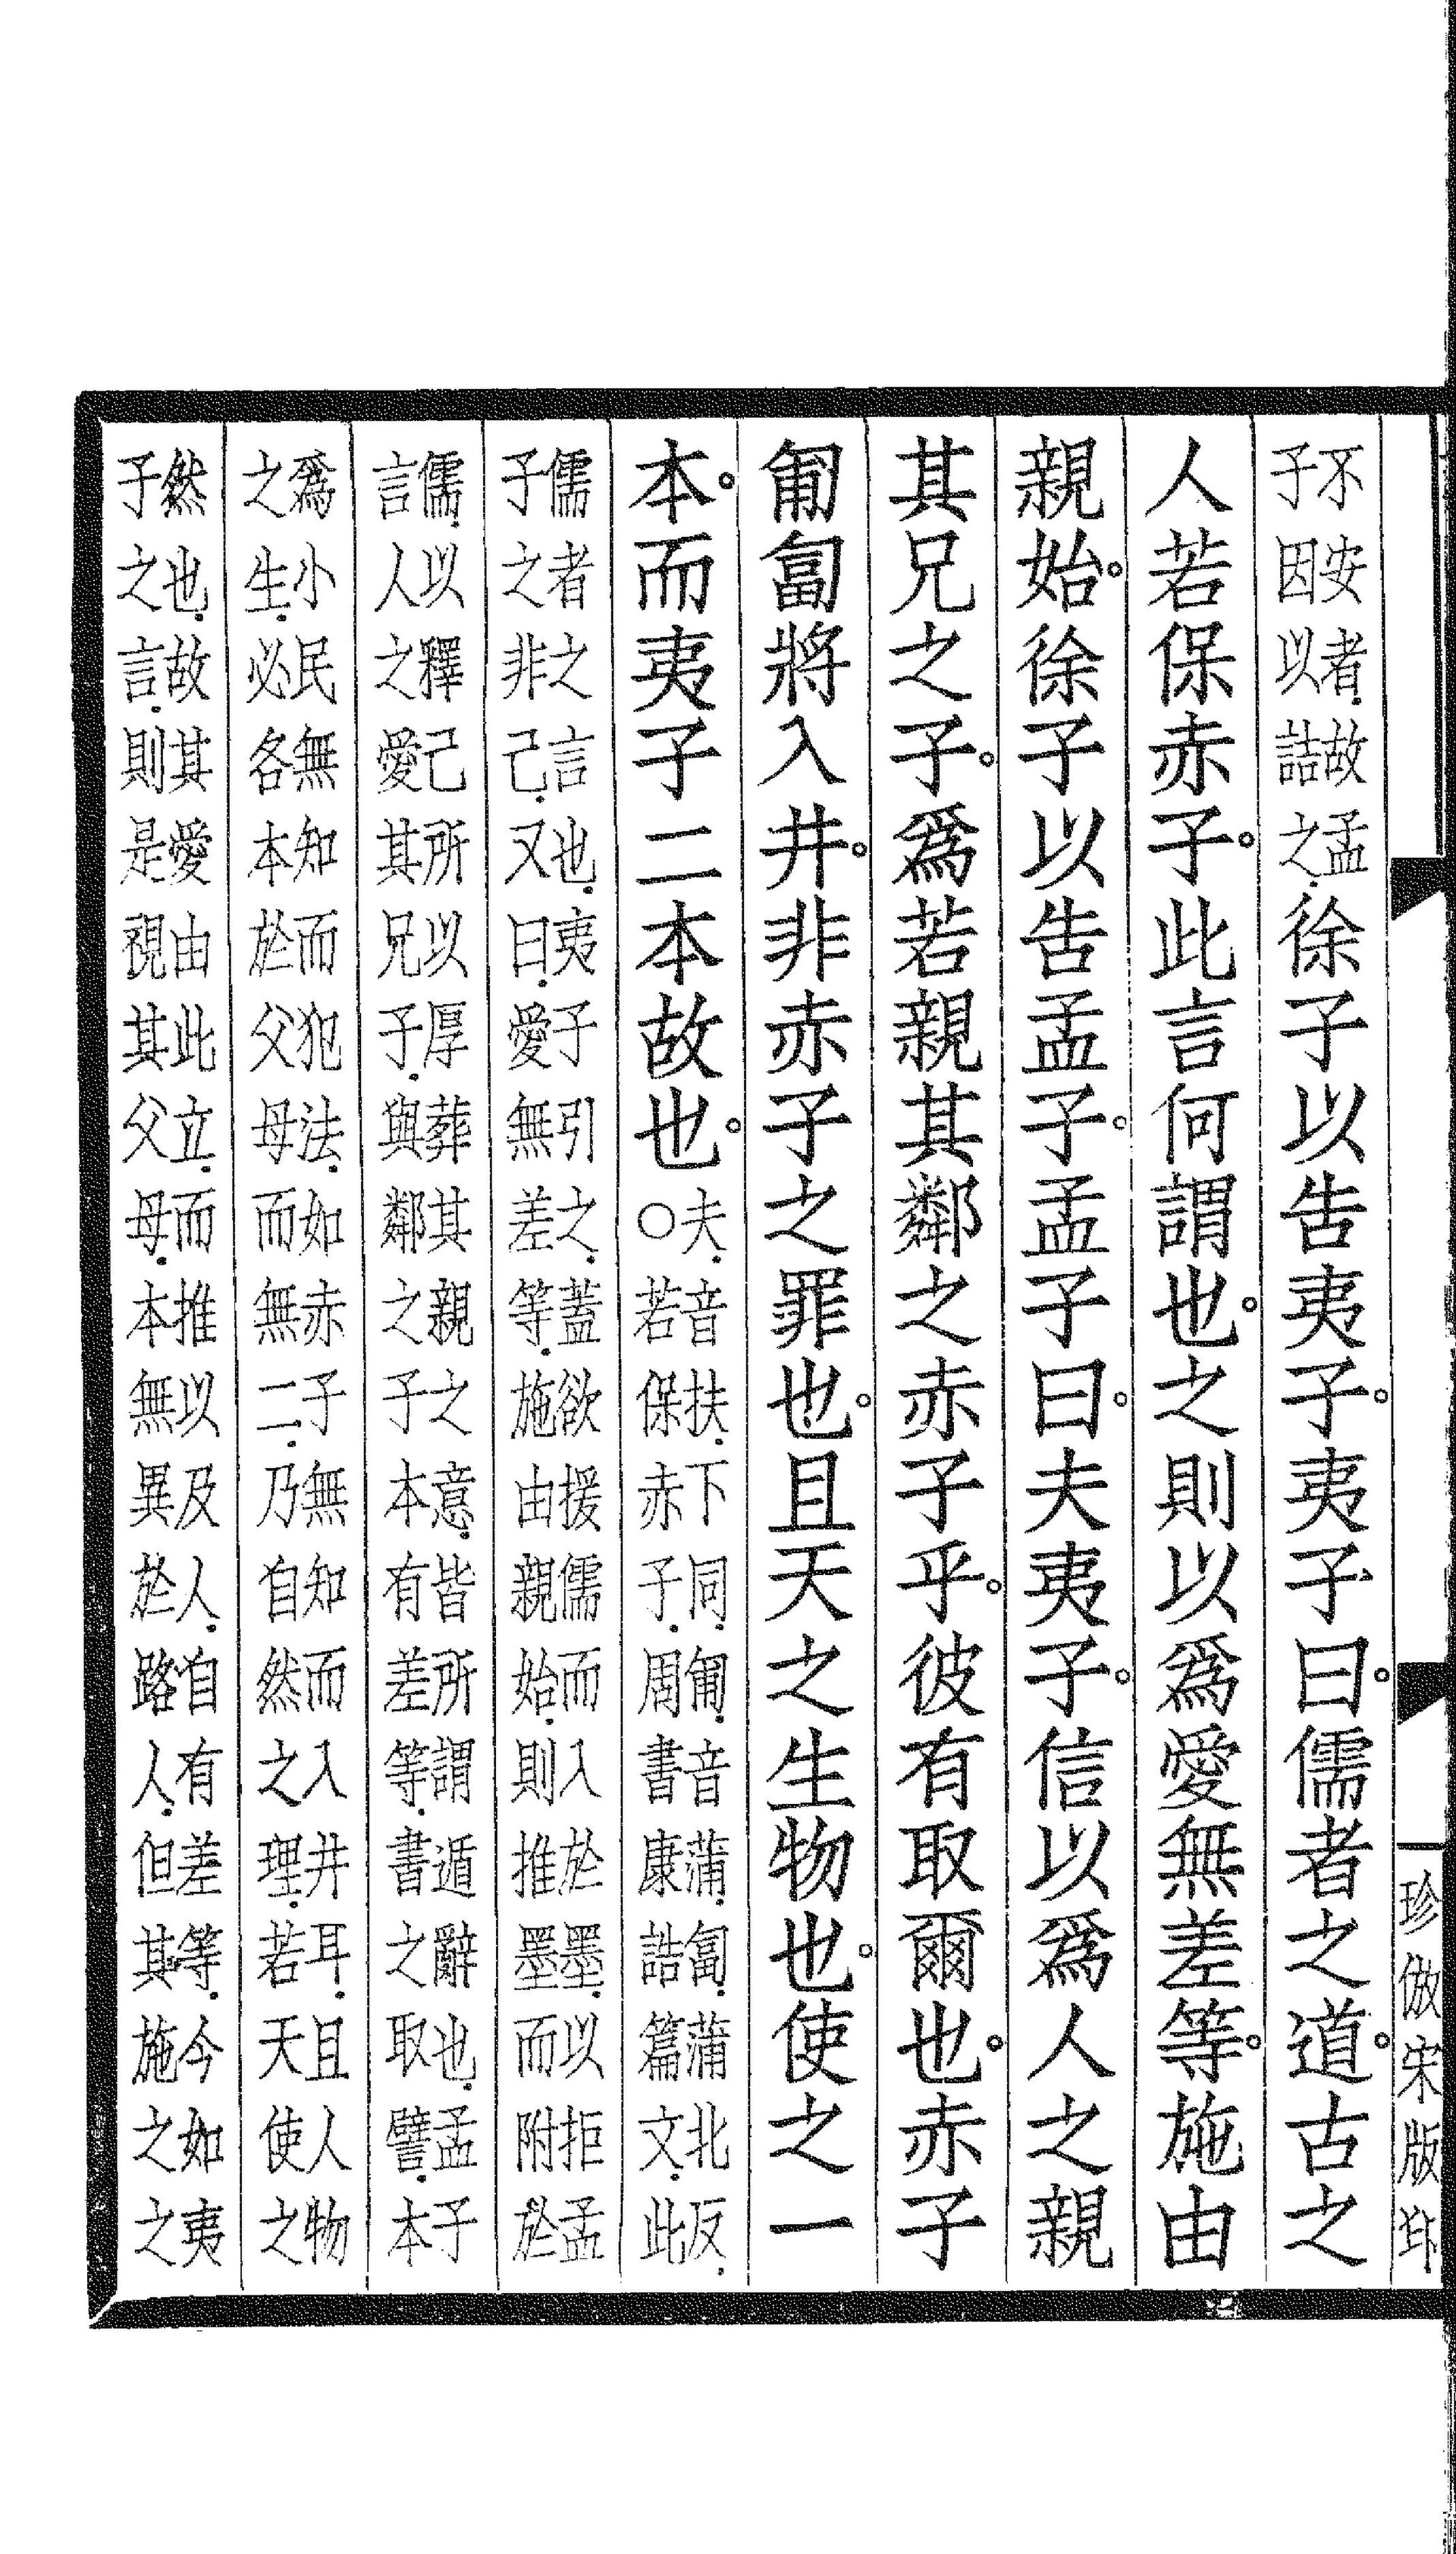 不安者．故孟
子因以詰之．
徐子以告夷子。夷子曰。儒者之道。古之
人若保赤子。此言何謂也。之則以爲愛無差等。施由
親始。徐子以告孟子。孟子曰。夫夷子。信以爲人之親
其兄之子。爲若親其鄰之赤子乎。彼有取爾也。赤子
匍匐將入井。非赤子之罪也。且天之生物也。使之一
本。而夷子二本故也。
夫．音扶．下同．匍．音蒲．匐．蒲北反．
○若保赤子．周書康誥篇文．此
儒者之言也．夷子引之．蓋欲援儒而入於墨．以拒孟
子之非己．又曰．愛無差等．施由親始．則推墨而附於
儒．以釋己所以厚葬其親之意．皆所謂遁辭也．孟子
言人之愛其兄子．與鄰之子．本有差等．書之取譬．本
爲小民無知而犯法．如赤子無知而入井耳．且人物
之生．必各本於父母而無二．乃自然之理．若天使之
然也．故其愛由此立．而推以及人．自有差等．今如夷
子之言．則是視其父母．本無異於路人．但其施之之
珍倣宋版印